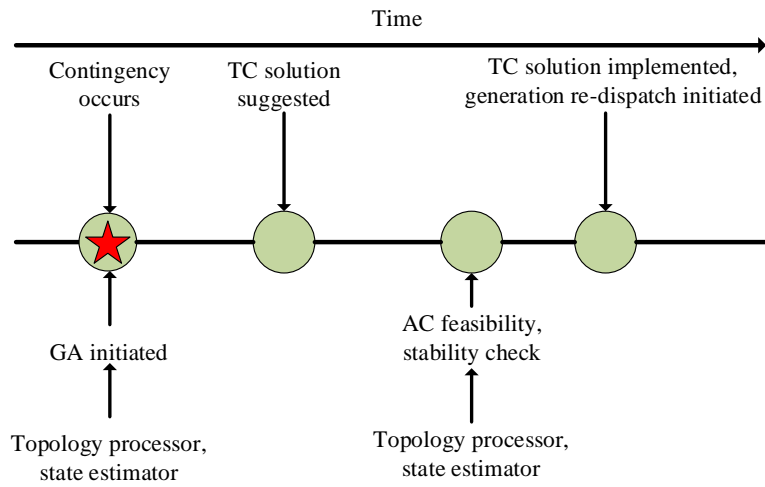 Time
Contingency
occurs
TC solution
suggested
TC solution implemented,
generation re-dispatch initiated
GA initiated
AC feasibility,
stability check
Topology processor,
state estimator
Topology processor,
state estimator